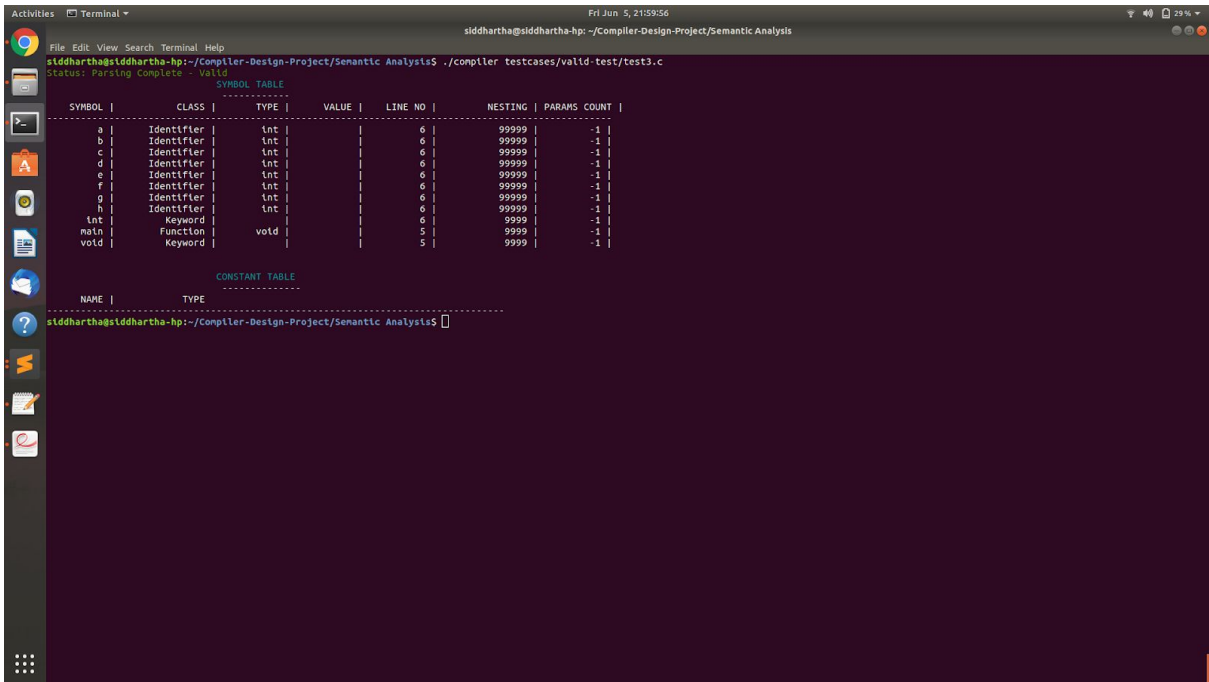 Activities Terminal Fri Jun 5, 21:59:56 29%
siddhartha@siddhartha-hp: ~/Compiler-Design-Project/Semantic Analysis
File Edit View Search Terminal Help
siddhartha@siddhartha-hp:~/Compiler-Design-Project/Semantic Analysis$ ./compiler testcases/valid-test/test3.c
Status: Parsing Complete - Valid
SYMBOL TABLE
------------
SYMBOL | CLASS | TYPE | VALUE | LINE NO | NESTING | PARAMS COUNT |
a | Identifier | int | | 6 | 99999 | -1 |
b | Identifier | int | | 6 | 99999 | -1 |
c | Identifier | int | | 6 | 99999 | -1 |
d | Identifier | int | | 6 | 99999 | -1 |
e | Identifier | int | | 6 | 99999 | -1 |
f | Identifier | int | | 6 | 99999 | -1 |
g | Identifier | int | | 6 | 99999 | -1 |
h | Identifier | int | | 6 | 99999 | -1 |
int | Keyword | | | 6 | 9999 | -1 |
main | Function | void | | 5 | 9999 | -1 |
void | Keyword | | | 5 | 9999 | -1 |
CONSTANT TABLE
--------------
NAME | TYPE
siddhartha@siddhartha-hp:~/Compiler-Design-Project/Semantic Analysis$